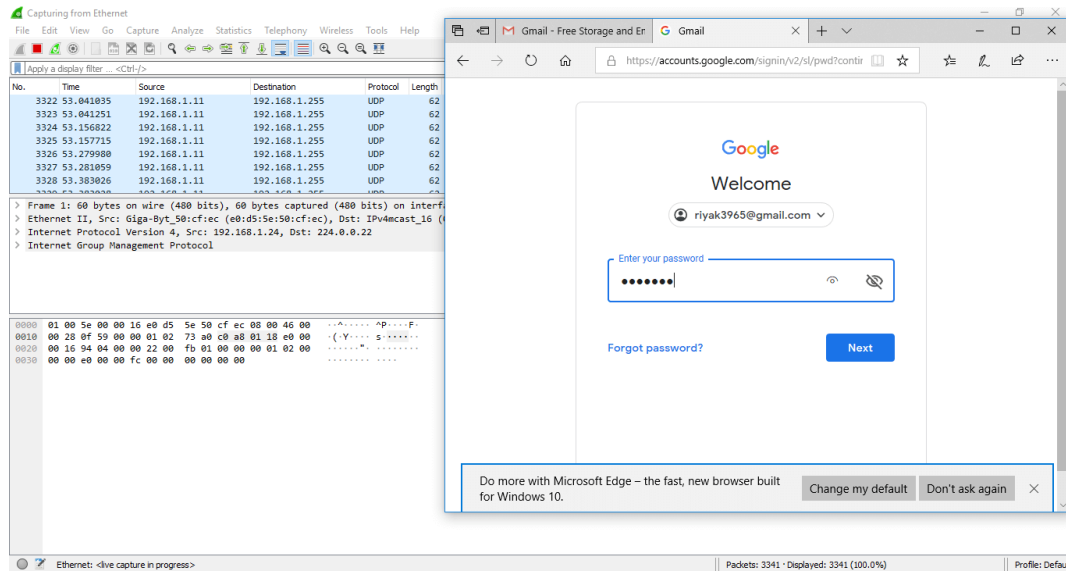 Capturing from Ethernet
File Edit View Go Capture Analyze Statistics Telephony Wireless Tools Help
Apply a display filter ... <Ctrl-/>
No. Time Source Destination Protocol Length
3322 53.041035 192.168.1.11 192.168.1.255 UDP 62
3323 53.041251 192.168.1.11 192.168.1.255 UDP 62
3324 53.156822 192.168.1.11 192.168.1.255 UDP 62
3325 53.157715 192.168.1.11 192.168.1.255 UDP 62
3326 53.279980 192.168.1.11 192.168.1.255 UDP 62
3327 53.281059 192.168.1.11 192.168.1.255 UDP 62
3328 53.383026 192.168.1.11 192.168.1.255 UDP 62
> Frame 1: 60 bytes on wire (480 bits), 60 bytes captured (480 bits) on interf
> Ethernet II, Src: Giga-Byt_50:cf:ec (e0:d5:5e:50:cf:ec), Dst: IPv4mcast_16 (
> Internet Protocol Version 4, Src: 192.168.1.24, Dst: 224.0.0.22
> Internet Group Management Protocol
0000 01 00 5e 00 00 16 e0 d5 5e 50 cf ec 08 00 46 00 ··^····· ^P····F·
0010 00 28 0f 59 00 00 01 02 73 a0 c0 a8 01 18 e0 00 ·(·Y···· s·······
0020 00 16 94 04 00 00 22 00 fb 01 00 00 00 01 02 00 ······"· ········
0030 00 00 e0 00 00 fc 00 00 00 00 00 00 ········ ····
Gmail - Free Storage and Er
Gmail
https://accounts.google.com/signin/v2/sl/pwd?contir
Google
Welcome
riyak3965@gmail.com
Enter your password
•••••••
Forgot password?
Next
Do more with Microsoft Edge – the fast, new browser built
for Windows 10.
Change my default
Don't ask again
Ethernet: <live capture in progress>
Packets: 3341 · Displayed: 3341 (100.0%)
Profile: Defau